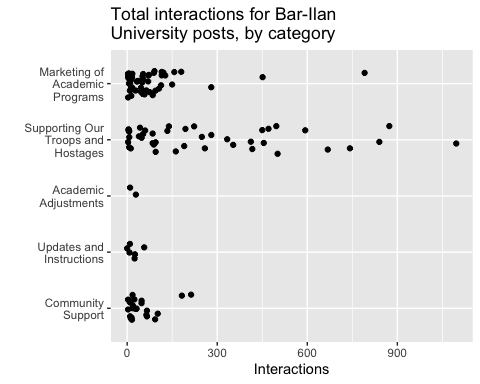 Total interactions for Bar-Ilan
University posts, by category
Marketing of
Academic
Programs
Supporting Our
Troops and
Hostages
Academic
Adjustments
Updates and
Instructions
Community
Support
0 300 600 900
Interactions